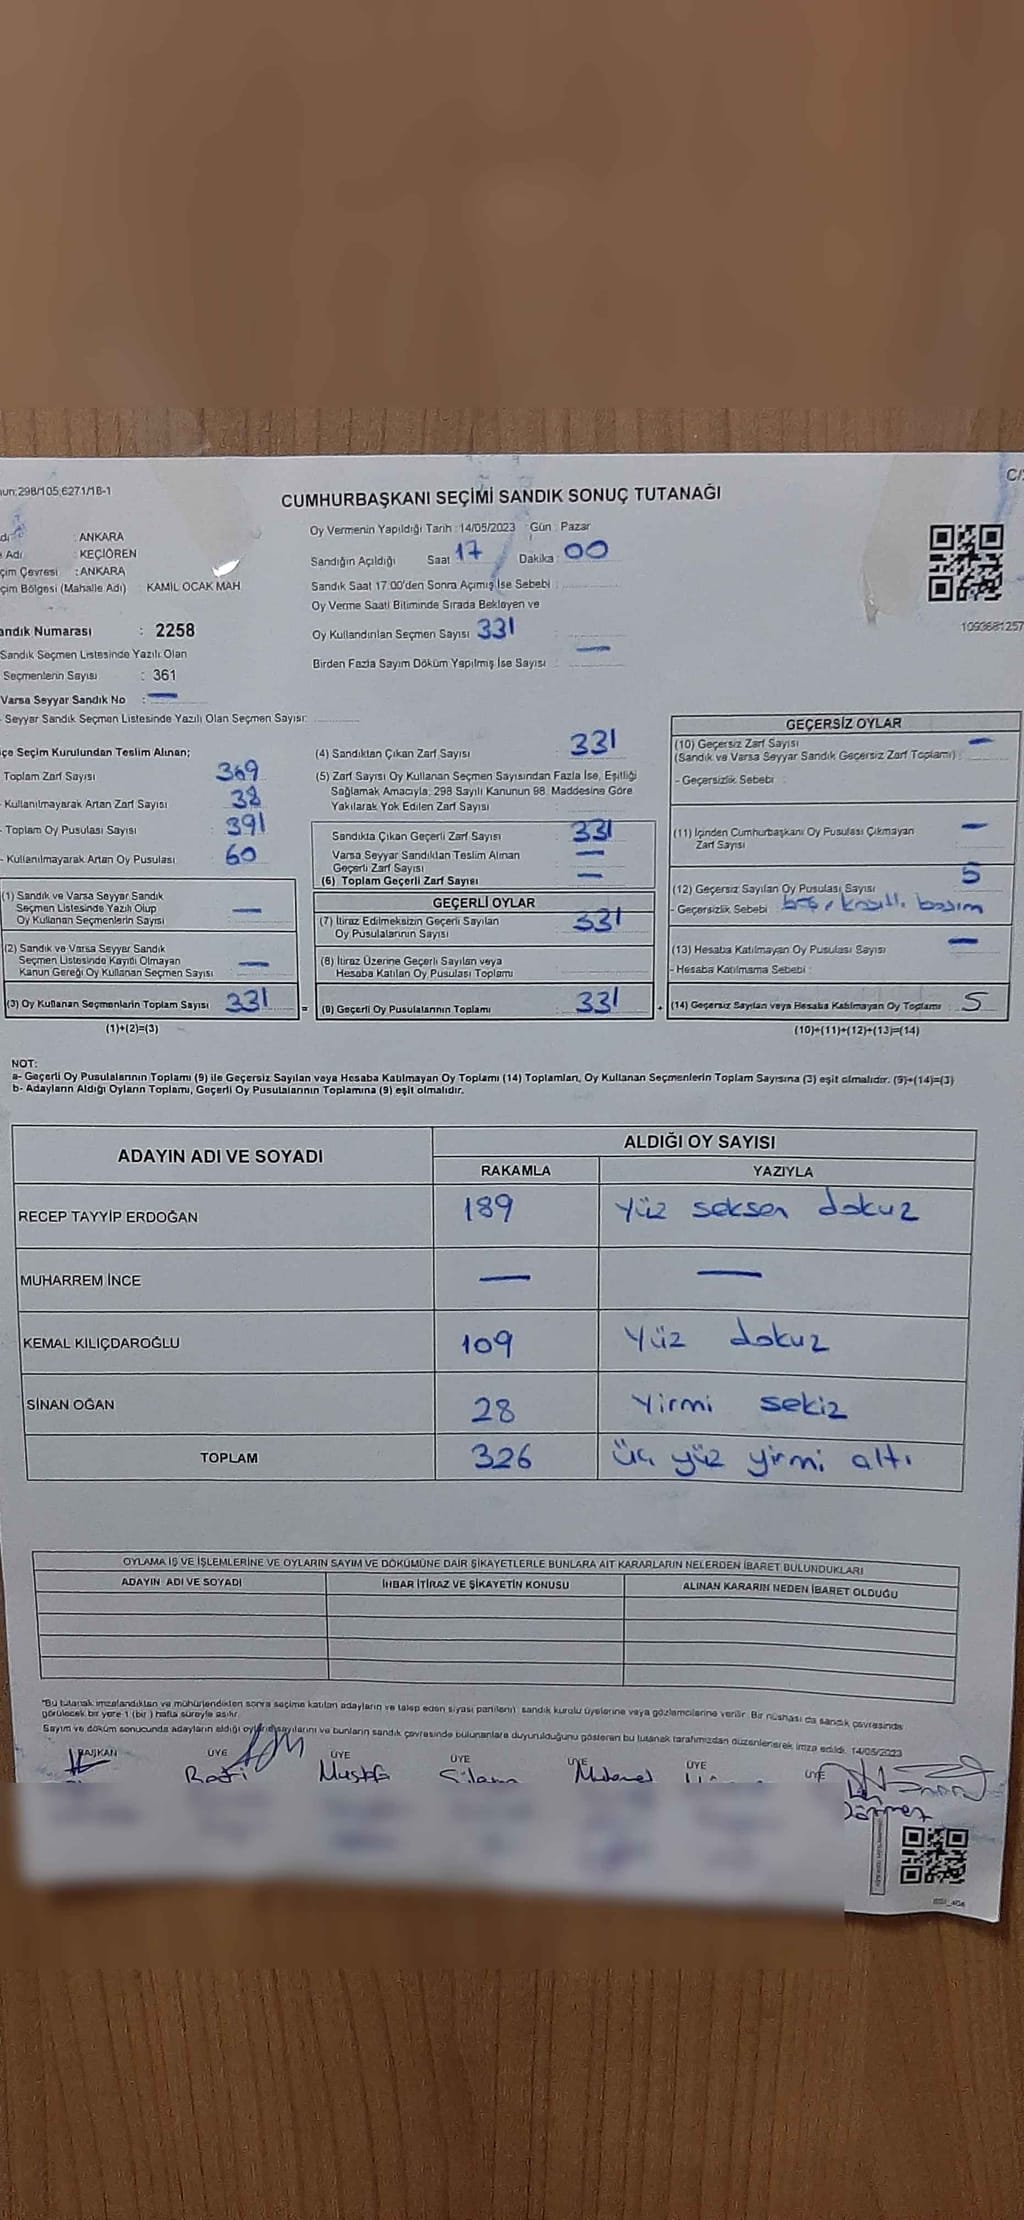 298/105;6271/1B-1
C/
CUMHURBAŞKANI SEÇİMİ SANDIK SONUÇ TUTANAĞI
: ANKARA
Adı : KEÇİÖREN
çim Çevresi : ANKARA
çim Bölgesi (Mahalle Adı) KAMİL OCAK MAH
andık Numarası : 2258
Sandık Seçmen Listesinde Yazılı Olan
Seçmenlerin Sayısı : 361
Varsa Seyyar Sandık No : —
- Seyyar Sandık Seçmen Listesinde Yazılı Olan Seçmen Sayısı:
Oy Vermenin Yapıldığı Tarih : 14/05/2023 Gün : Pazar
Sandığın Açıldığı Saat 17 Dakika : 00
Sandık Saat 17:00'den Sonra Açımış İse Sebebi :
Oy Verme Saati Bitiminde Sırada Bekleyen ve
Oy Kullandırılan Seçmen Sayısı 331
Birden Fazla Sayım Döküm Yapılmış İse Sayısı : —
1093681257
çe Seçim Kurulundan Teslim Alınan;
Toplam Zarf Sayısı 369
- Kullanılmayarak Artan Zarf Sayısı 38
- Toplam Oy Pusulası Sayısı : 391
- Kullanılmayarak Artan Oy Pusulası : 60
(1) Sandık ve Varsa Seyyar Sandık
Seçmen Listesinde Yazılı Olup
Oy Kullanan Seçmenlerin Sayısı —
(2) Sandık ve Varsa Seyyar Sandık
Seçmen Listesinde Kayıtlı Olmayan
Kanun Gereği Oy Kullanan Seçmen Sayısı —
(3) Oy Kullanan Seçmenlerin Toplam Sayısı 331
(1)+(2)=(3)
(4) Sandıktan Çıkan Zarf Sayısı 331
(5) Zarf Sayısı Oy Kullanan Seçmen Sayısından Fazla İse, Eşitliği
Sağlamak Amacıyla; 298 Sayılı Kanunun 98. Maddesine Göre
Yakılarak Yok Edilen Zarf Sayısı :
Sandıkta Çıkan Geçerli Zarf Sayısı : 331
Varsa Seyyar Sandıktan Teslim Alınan
Geçerli Zarf Sayısı —
(6) Toplam Geçerli Zarf Sayısı —
GEÇERLİ OYLAR
(7) İtiraz Edilmeksizin Geçerli Sayılan
Oy Pusulalarının Sayısı 331
(8) İtiraz Üzerine Geçerli Sayılan veya
Hesaba Katılan Oy Pusulası Toplamı
= (9) Geçerli Oy Pusulalarının Toplamı 331
GEÇERSİZ OYLAR
(10) Geçersiz Zarf Sayısı —
(Sandık ve Varsa Seyyar Sandık Geçersiz Zarf Toplamı) :
- Geçersizlik Sebebi :
(11) İçinden Cumhurbaşkanı Oy Pusulası Çıkmayan
Zarf Sayısı —
(12) Geçersiz Sayılan Oy Pusulası Sayısı 5
- Geçersizlik Sebebi : basım
(13) Hesaba Katılmayan Oy Pusulası Sayısı —
- Hesaba Katılmama Sebebi :
+ (14) Geçersiz Sayılan veya Hesaba Katılmayan Oy Toplamı : 5
(10)+(11)+(12)+(13)=(14)
NOT:
a- Geçerli Oy Pusulalarının Toplamı (9) ile Geçersiz Sayılan veya Hesaba Katılmayan Oy Toplamı (14) Toplamları, Oy Kullanan Seçmenlerin Toplam Sayısına (3) eşit olmalıdır. (9)+(14)=(3)
b- Adayların Aldığı Oyların Toplamı, Geçerli Oy Pusulalarının Toplamına (9) eşit olmalıdır.
ADAYIN ADI VE SOYADI
ALDIĞI OY SAYISI
RAKAMLA YAZIYLA
RECEP TAYYİP ERDOĞAN 189 yüz seksen dokuz
MUHARREM İNCE — —
KEMAL KILIÇDAROĞLU 109 yüz dokuz
SİNAN OĞAN 28 yirmi sekiz
TOPLAM 326 üç yüz yirmi altı
OYLAMA İŞ VE İŞLEMLERİNE VE OYLARIN SAYIM VE DÖKÜMÜNE DAİR ŞİKAYETLERLE BUNLARA AİT KARARLARIN NELERDEN İBARET BULUNDUKLARI
ADAYIN ADI VE SOYADI İHBAR İTİRAZ VE ŞİKAYETİN KONUSU ALINAN KARARIN NEDEN İBARET OLDUĞU
*Bu tutanak imzalandıktan ve mühürlendikten sonra seçime katılan adayların ve talep eden siyasi partilerin sandık kurulu üyelerine veya gözlemcilerine verilir. Bir nüshası da sandık çevresinde
görülecek bir yere 1 (bir) hafta süreyle asılır.
Sayım ve döküm sonucunda adayların aldığı oyların sayılarını ve bunların sandık çevresinde bulunanlara duyurulduğunu gösteren bu tutanak tarafımızdan düzenlenerek imza edildi. 14/05/2023
BAŞKAN ÜYE ÜYE ÜYE ÜYE ÜYE ÜYE
Mustafa